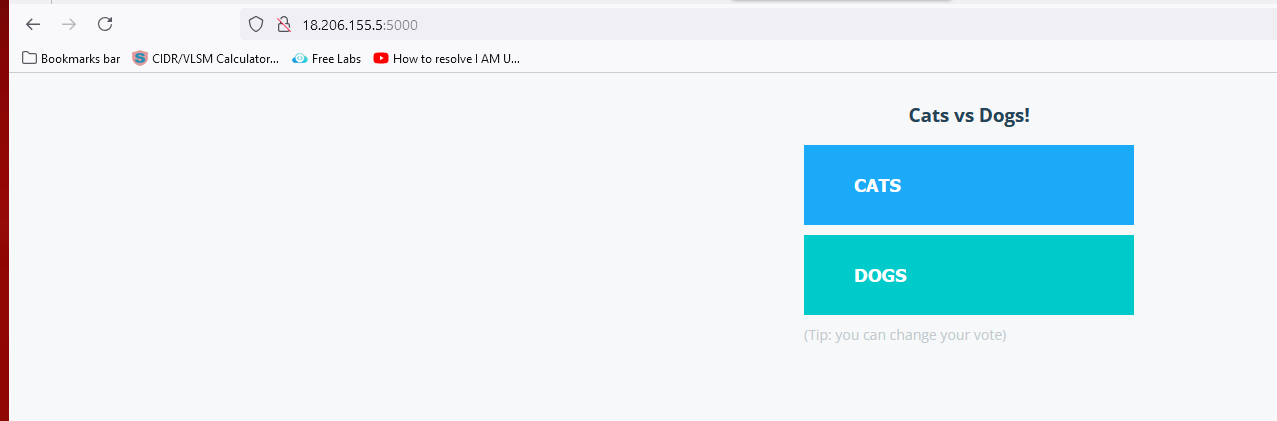 18.206.155.5:5000
Bookmarks bar CIDR/VLSM Calculator... Free Labs How to resolve I AM U...
Cats vs Dogs!
CATS
DOGS
(Tip: you can change your vote)